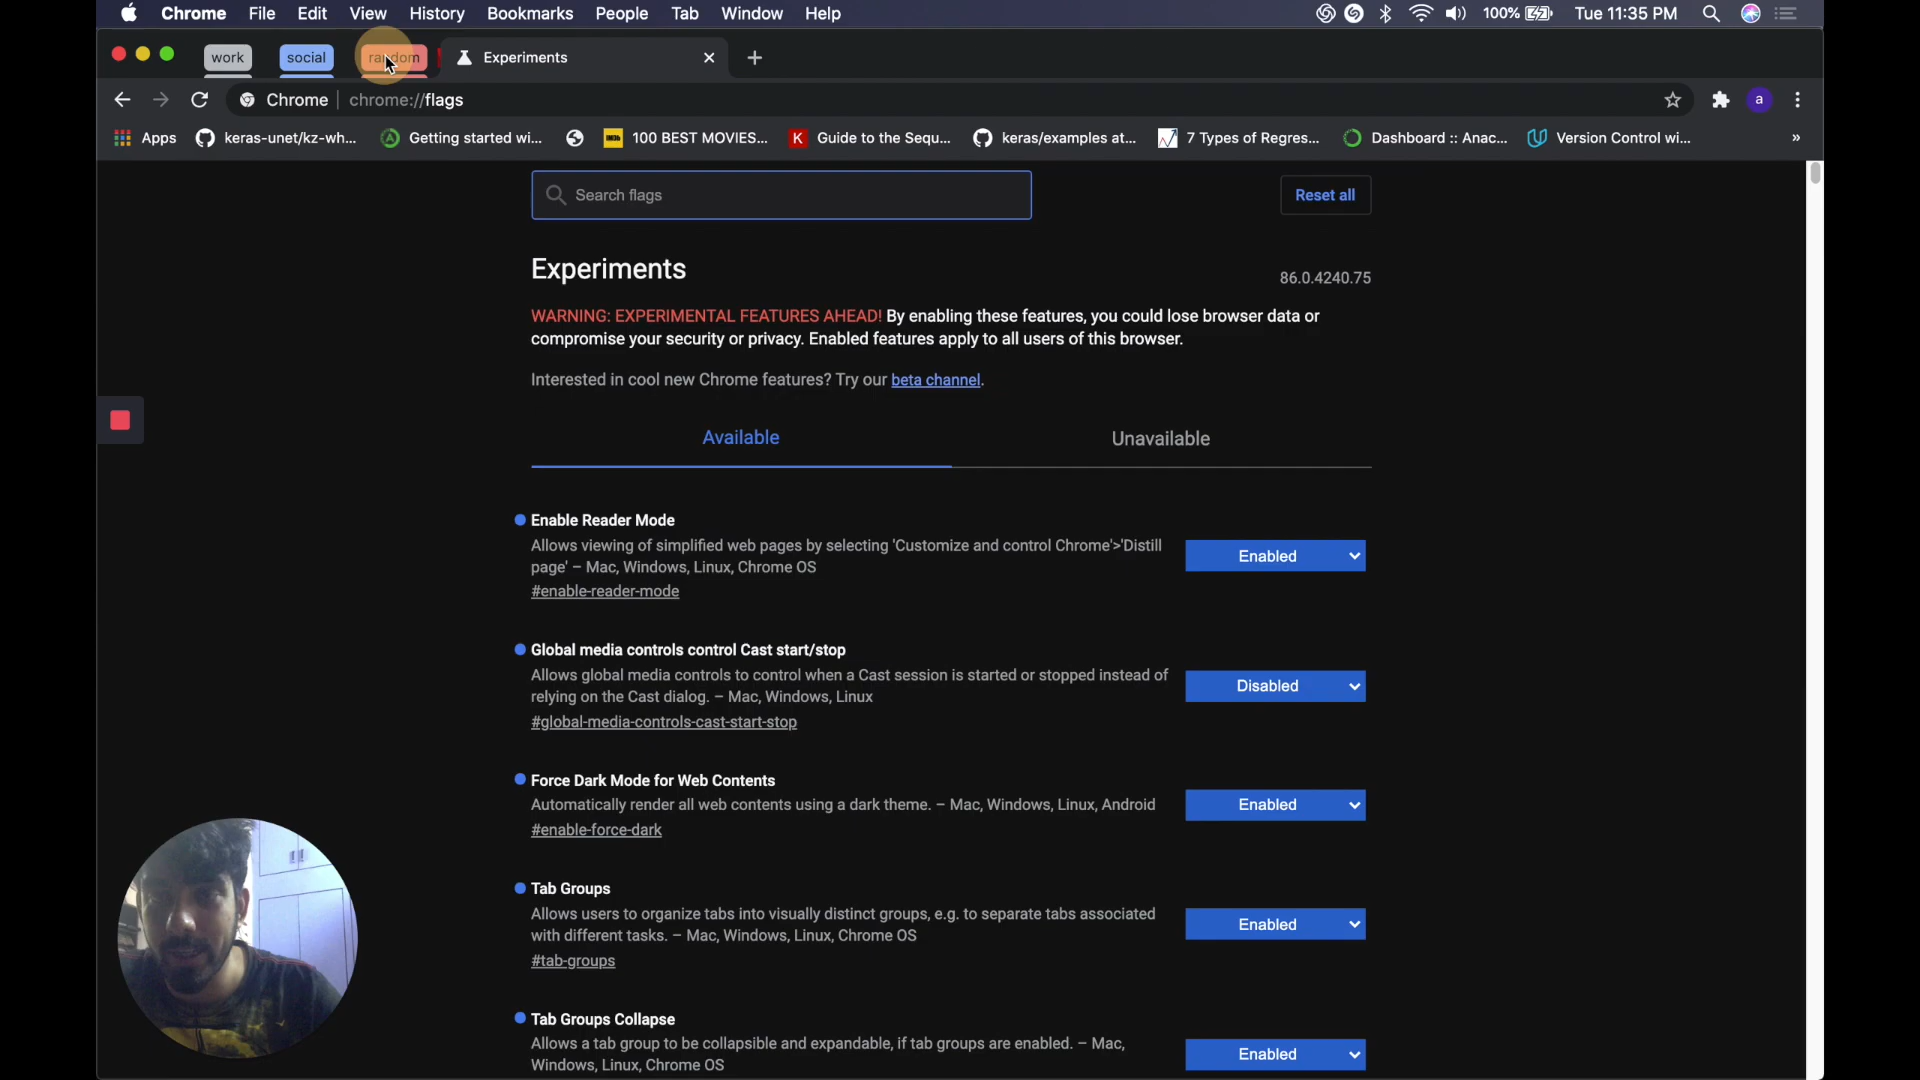 Chrome File Edit View History Bookmarks People Tab Window Help 100% Tue 11:35 PM
work social random Experiments
Chrome chrome://flags a
Apps keras-unet/kz-wh... Getting started wi... 100 BEST MOVIES... Guide to the Sequ... keras/examples at... 7 Types of Regres... Dashboard :: Anac... Version Control wi... »
Search flags Reset all
Experiments 86.0.4240.75
WARNING: EXPERIMENTAL FEATURES AHEAD! By enabling these features, you could lose browser data or
compromise your security or privacy. Enabled features apply to all users of this browser.
Interested in cool new Chrome features? Try our beta channel.
Available Unavailable
Enable Reader Mode
Allows viewing of simplified web pages by selecting 'Customize and control Chrome'>'Distill
page' – Mac, Windows, Linux, Chrome OS
#enable-reader-mode
Enabled
Global media controls control Cast start/stop
Allows global media controls to control when a Cast session is started or stopped instead of
relying on the Cast dialog. – Mac, Windows, Linux
#global-media-controls-cast-start-stop
Disabled
Force Dark Mode for Web Contents
Automatically render all web contents using a dark theme. – Mac, Windows, Linux, Android
#enable-force-dark
Enabled
Tab Groups
Allows users to organize tabs into visually distinct groups, e.g. to separate tabs associated
with different tasks. – Mac, Windows, Linux, Chrome OS
#tab-groups
Enabled
Tab Groups Collapse
Allows a tab group to be collapsible and expandable, if tab groups are enabled. – Mac,
Windows, Linux, Chrome OS
Enabled